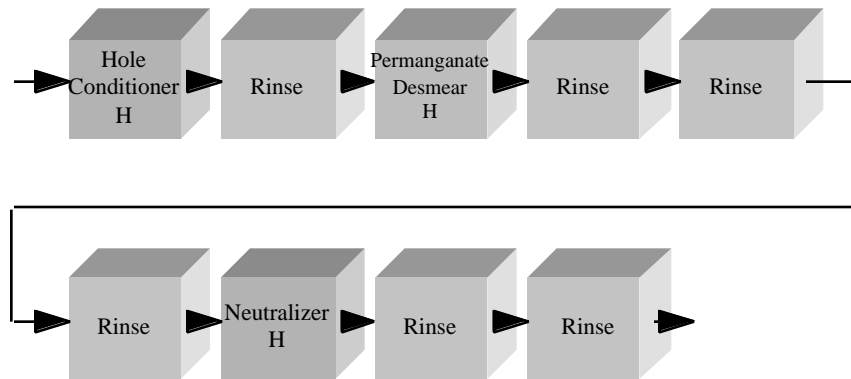 Hole
Conditioner
H
Rinse
Permanganate
Desmear
H
Rinse
Rinse
Rinse
Neutralizer
H
Rinse
Rinse